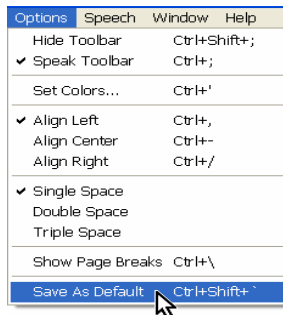 Options Speech Window Help
Hide Toolbar Ctrl+Shift+;
✔ Speak Toolbar Ctrl+;
Set Colors... Ctrl+'
✔ Align Left Ctrl+,
Align Center Ctrl+-
Align Right Ctrl+/
✔ Single Space
Double Space
Triple Space
Show Page Breaks Ctrl+\
Save As Default Ctrl+Shift+`